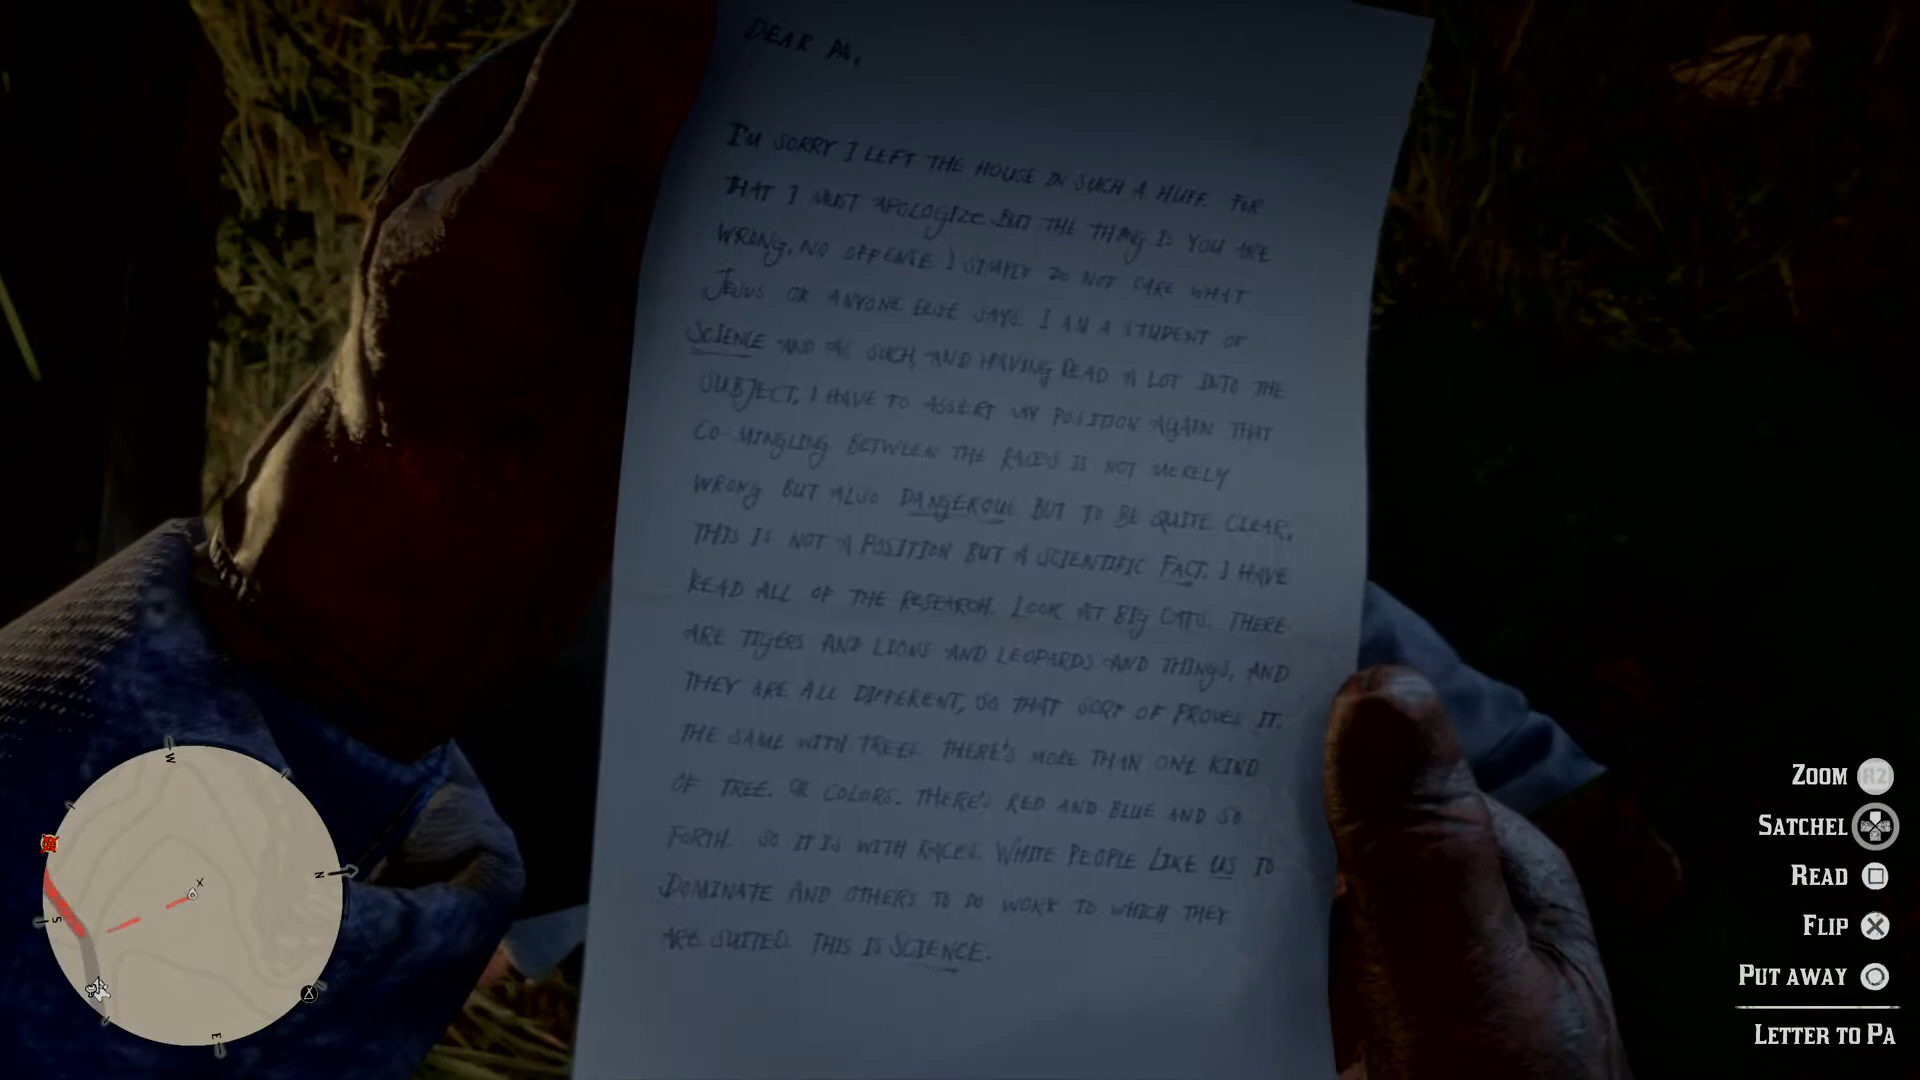 DEAR PA,
I'M SORRY I LEFT THE HOUSE IN SUCH A HUFF. FOR
THAT I MUST APOLOGIZE. BUT THE THING IS YOU ARE
WRONG. NO OFFENSE. I SIMPLY DO NOT CARE WHAT
JESUS OR ANYONE ELSE SAYS. I AM A STUDENT OF
SCIENCE AND AS SUCH, AND HAVING READ A LOT INTO THE
SUBJECT, I HAVE TO ASSERT MY POSITION AGAIN THAT
CO-MINGLING BETWEEN THE RACES IS NOT MERELY
WRONG BUT ALSO DANGEROUS BUT TO BE QUITE CLEAR,
THIS IS NOT A POSITION BUT A SCIENTIFIC FACT. I HAVE
READ ALL OF THE RESEARCH. LOOK AT BIG CATS. THERE
ARE TIGERS AND LIONS AND LEOPARDS AND THINGS, AND
THEY ARE ALL DIFFERENT, SO THAT SORT OF PROVES IT.
THE SAME WITH TREES. THERE'S MORE THAN ONE KIND
OF TREE. OR COLORS. THERE'S RED AND BLUE AND SO
FORTH. SO IT IS WITH RACES. WHITE PEOPLE LIKE US TO
DOMINATE AND OTHERS TO DO WORK TO WHICH THEY
ARE SUITED. THIS IS SCIENCE.
W
N
S
E
X
ZOOM R2
SATCHEL
READ
FLIP
PUT AWAY
LETTER TO PA